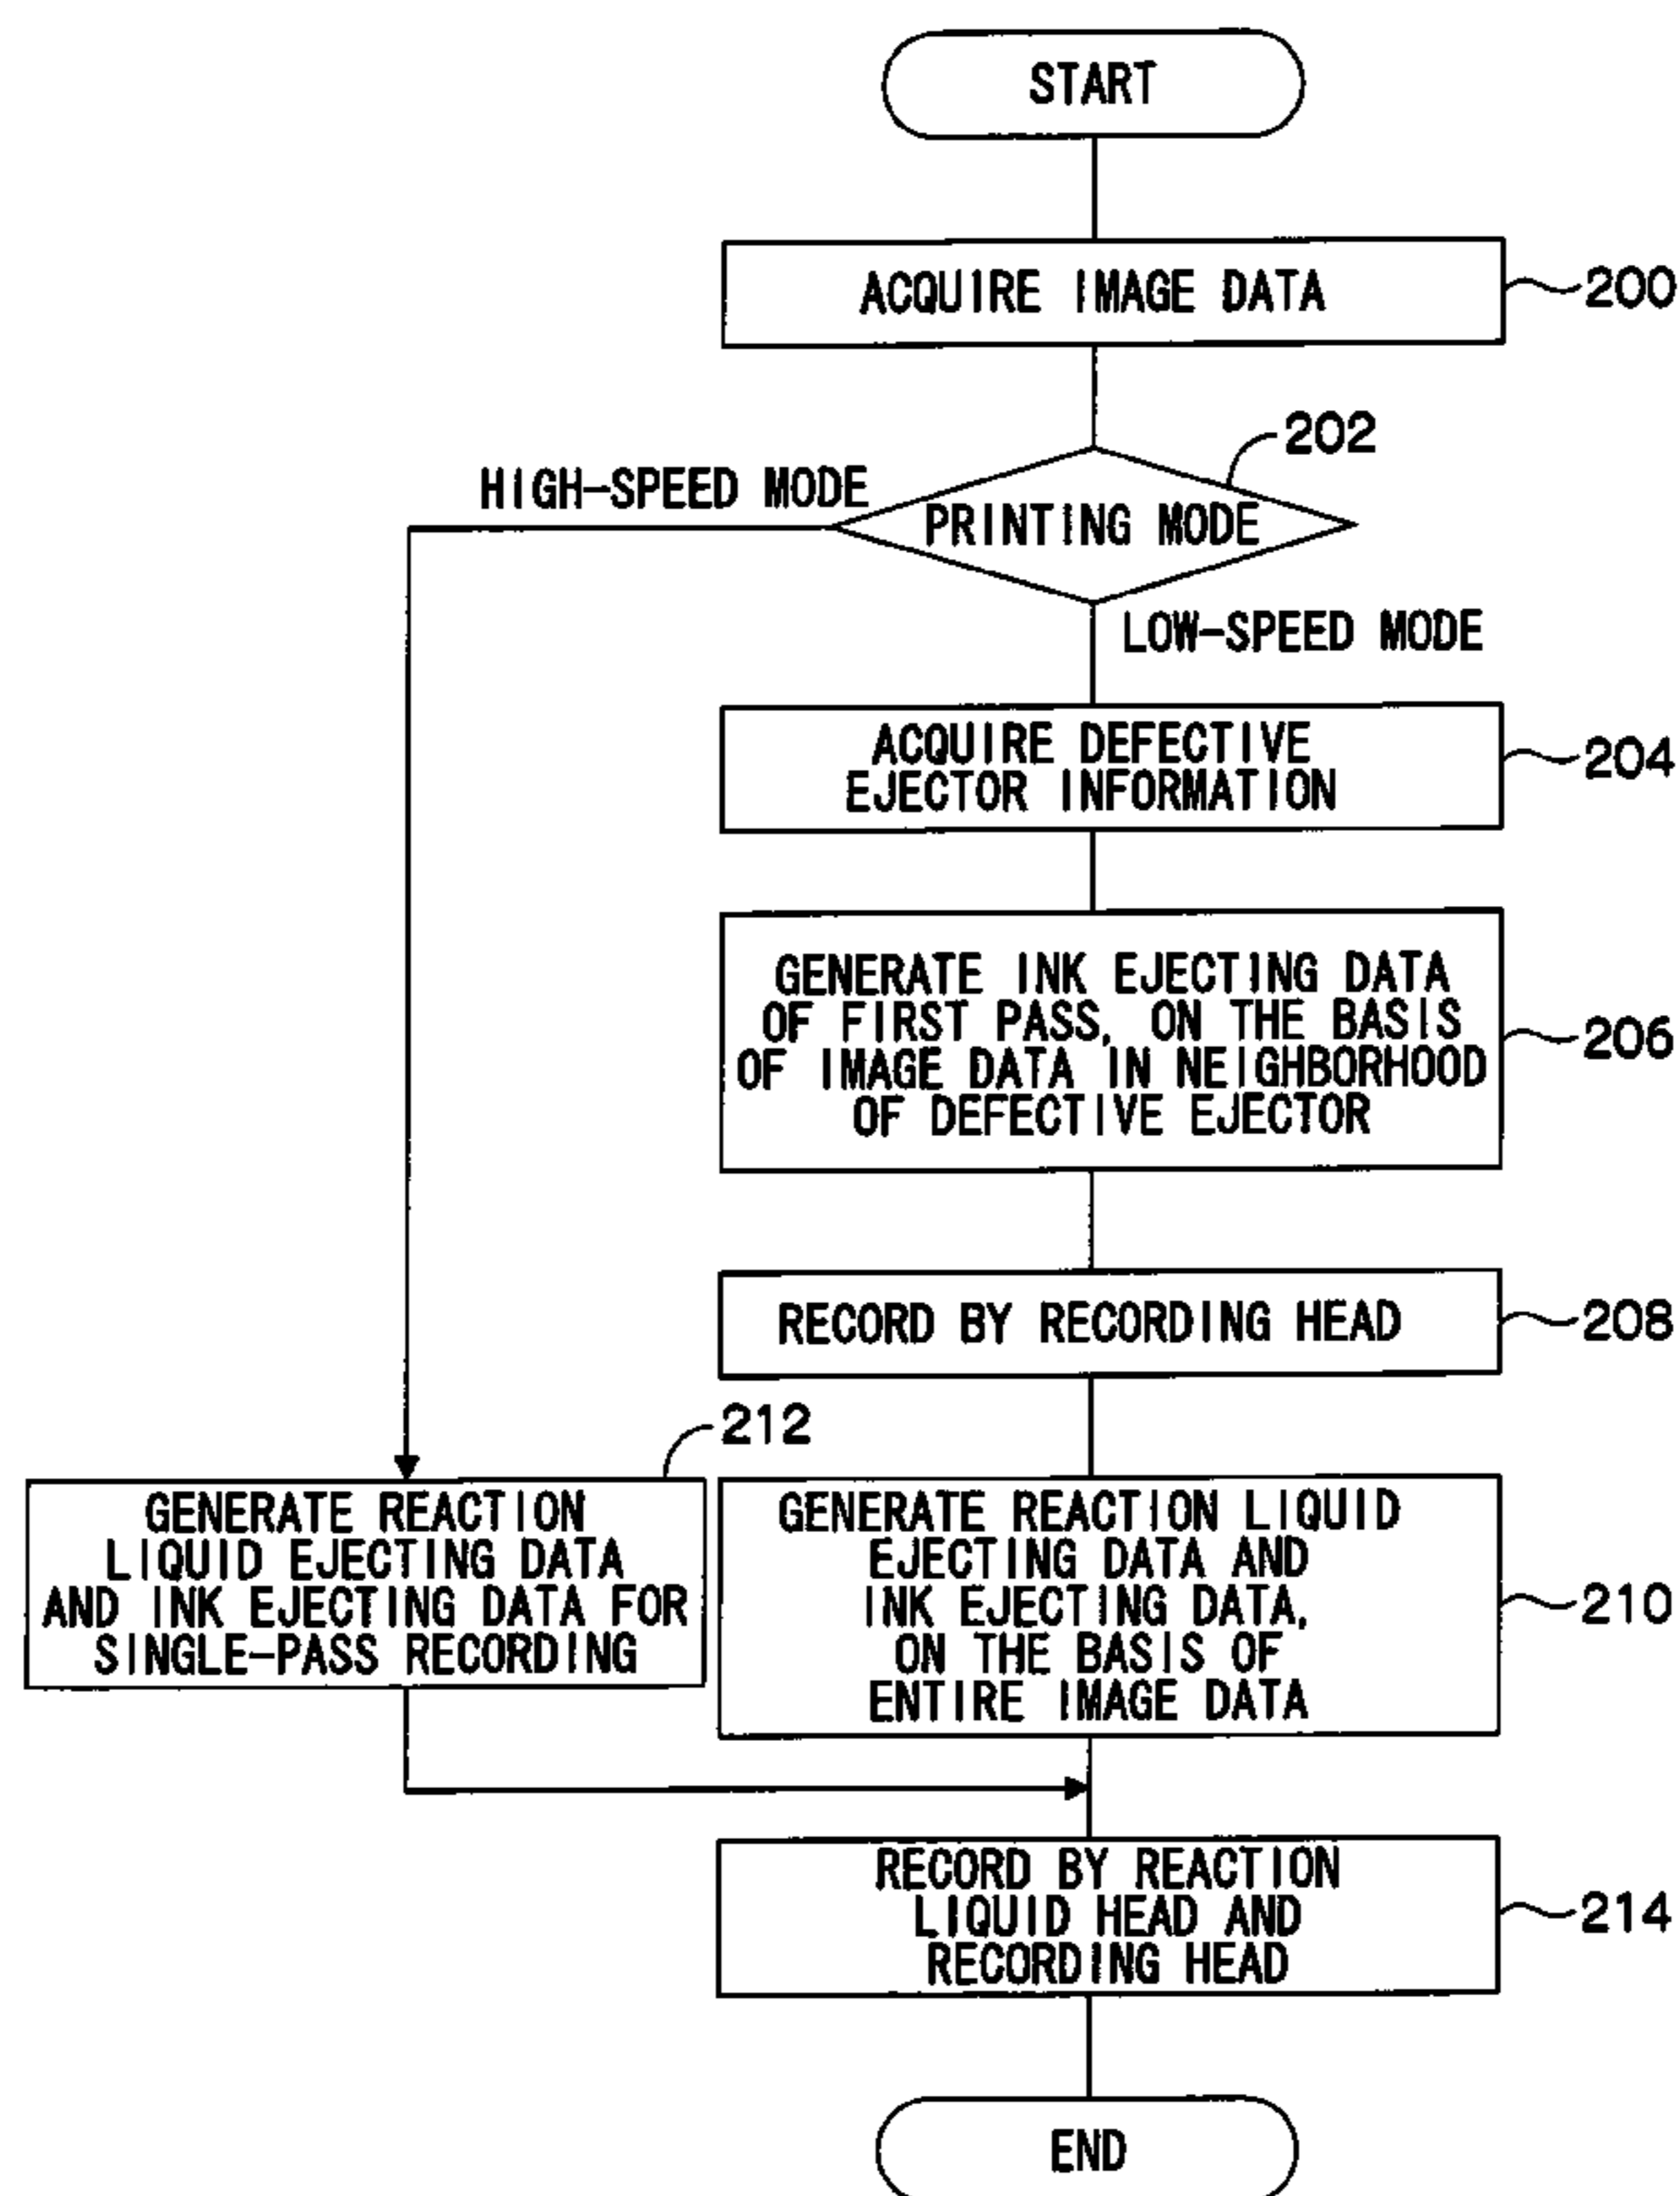 START
ACQUIRE IMAGE DATA
200
202
HIGH-SPEED MODE
PRINTING MODE
LOW-SPEED MODE
ACQUIRE DEFECTIVE
EJECTOR INFORMATION
204
GENERATE INK EJECTING DATA
OF FIRST PASS, ON THE BASIS
OF IMAGE DATA IN NEIGHBORHOOD
OF DEFECTIVE EJECTOR
206
RECORD BY RECORDING HEAD
208
212
GENERATE REACTION
LIQUID EJECTING DATA
AND INK EJECTING DATA FOR
SINGLE-PASS RECORDING
GENERATE REACTION LIQUID
EJECTING DATA AND
INK EJECTING DATA,
ON THE BASIS OF
ENTIRE IMAGE DATA
210
RECORD BY REACTION
LIQUID HEAD AND
RECORDING HEAD
214
END